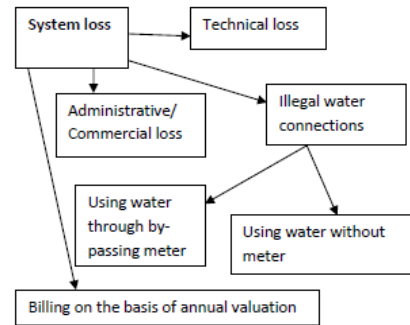 System loss
Technical loss
Administrative/
Commercial loss
Illegal water
connections
Using water
through by-
passing meter
Using water without
meter
Billing on the basis of annual valuation